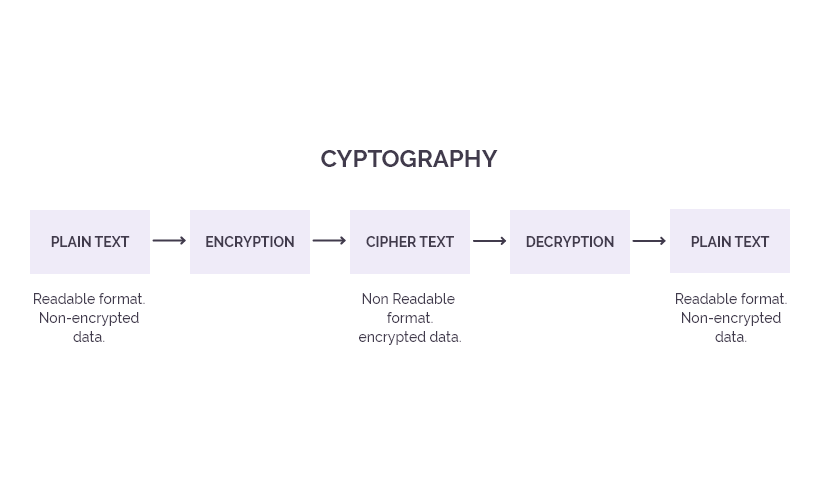 CYPTOGRAPHY
PLAIN TEXT
ENCRYPTION
CIPHER TEXT
DECRYPTION
PLAIN TEXT
Readable format.
Non-encrypted
data.
Non Readable
format.
encrypted data.
Readable format.
Non-encrypted
data.